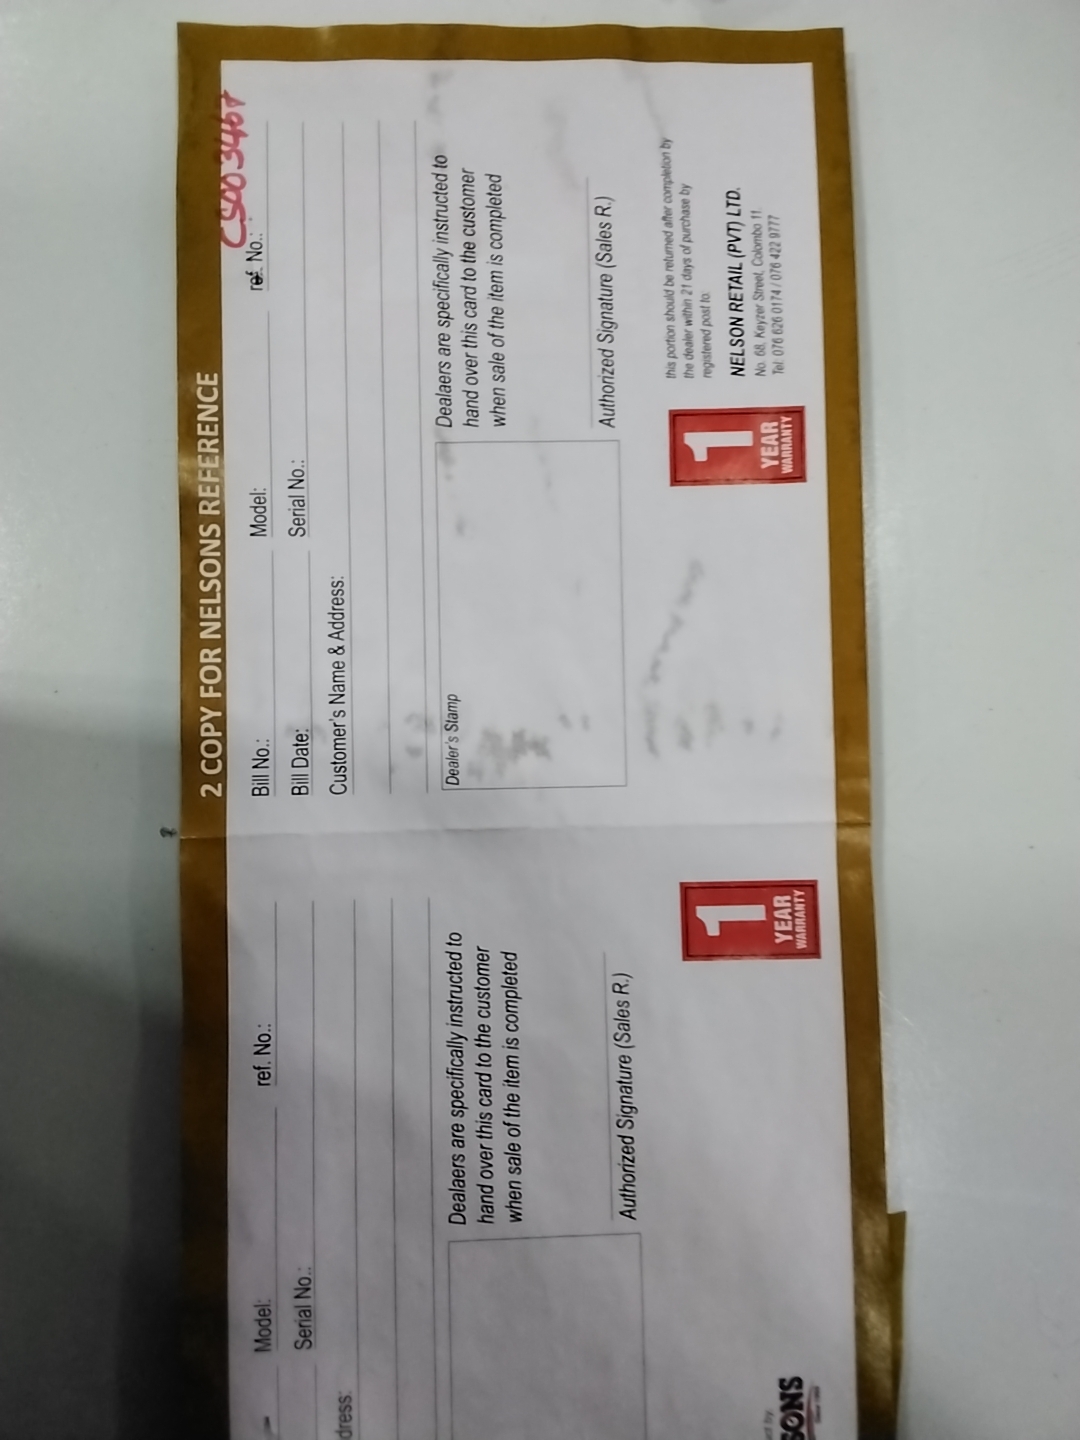 2 COPY FOR NELSONS REFERENCE
Bill No.: Model: ref. No.: CS003467
Bill Date: Serial No.:
Customer's Name & Address:
Dealer's Stamp
Dealaers are specifically instructed to
hand over this card to the customer
when sale of the item is completed
Authorized Signature (Sales R.)
1
YEAR
WARRANTY
this portion should be returned after completion by
the dealer within 21 days of purchase by
registered post to:
NELSON RETAIL (PVT) LTD.
No. 68, Keyzer Street, Colombo 11.
Tel: 076 626 0174 / 076 422 9777
Model: ref. No.:
Serial No.:
dress:
Dealaers are specifically instructed to
hand over this card to the customer
when sale of the item is completed
Authorized Signature (Sales R.)
SONS
1
YEAR
WARRANTY